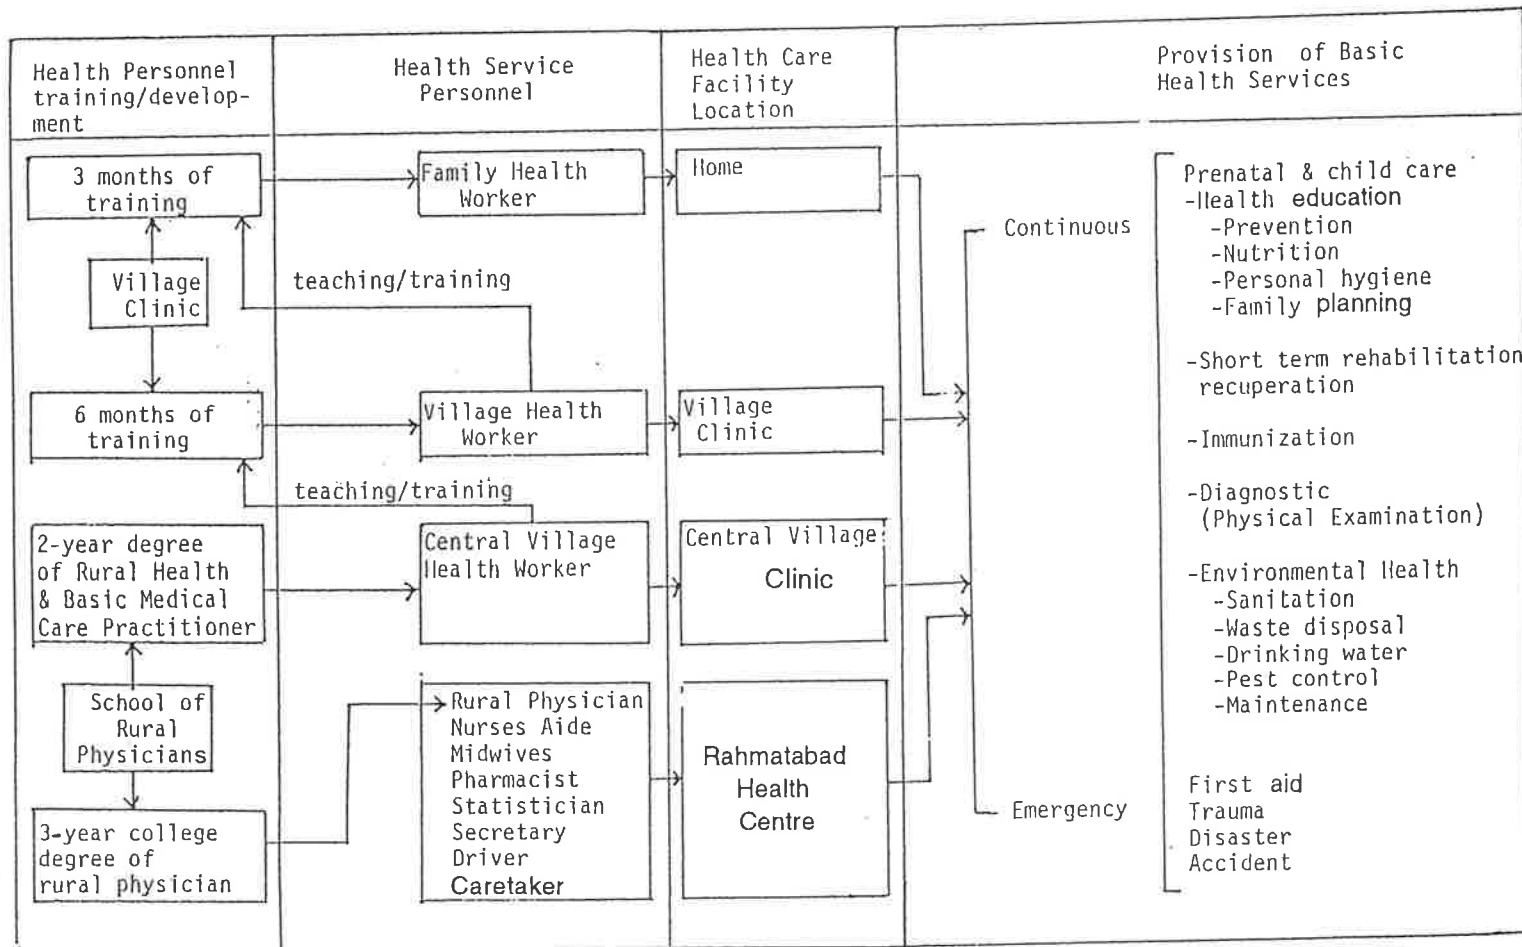 Health Personnel
training/develop-
ment
Health Service
Personnel
Health Care
Facility
Location
Provision of Basic
Health Services
3 months of
training
Family Health
Worker
Home
Village
Clinic
teaching/training
6 months of
training
Village Health
Worker
Village
Clinic
teaching/training
2-year degree
of Rural Health
& Basic Medical
Care Practitioner
Central Village
Health Worker
Central Village
Clinic
School of
Rural
Physicians
3-year college
degree of
rural physician
Rural Physician
Nurses Aide
Midwives
Pharmacist
Statistician
Secretary
Driver
Caretaker
Rahmatabad
Health
Centre
Continuous
Emergency
Prenatal & child care
-Health education
-Prevention
-Nutrition
-Personal hygiene
-Family planning
-Short term rehabilitation
recuperation
-Immunization
-Diagnostic
(Physical Examination)
-Environmental Health
-Sanitation
-Waste disposal
-Drinking water
-Pest control
-Maintenance
First aid
Trauma
Disaster
Accident